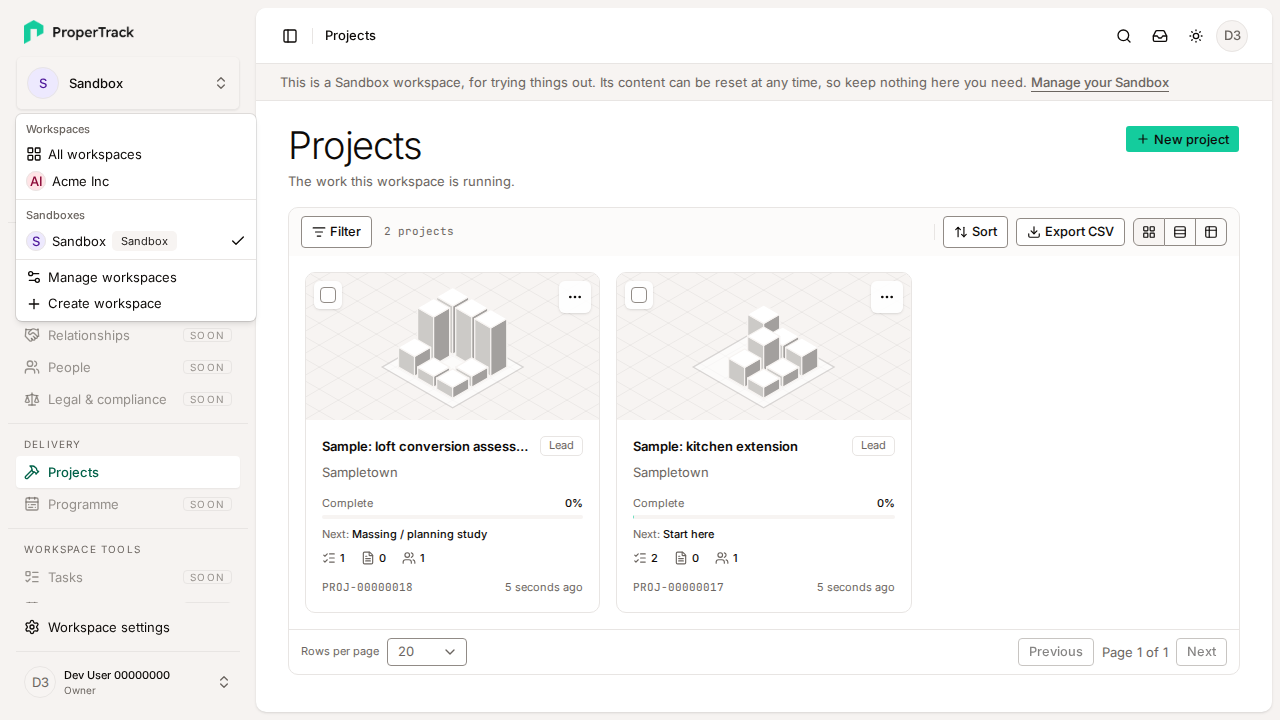 ProperTrack
S Sandbox
Workspaces
All workspaces
AI Acme Inc
Sandboxes
S Sandbox Sandbox
Manage workspaces
Create workspace
Relationships SOON
People SOON
Legal & compliance SOON
DELIVERY
Projects
Programme SOON
WORKSPACE TOOLS
Tasks SOON
Workspace settings
D3 Dev User 00000000
Owner
Projects
D3
This is a Sandbox workspace, for trying things out. Its content can be reset at any time, so keep nothing here you need. Manage your Sandbox
Projects
New project
The work this workspace is running.
Filter 2 projects Sort Export CSV
Sample: loft conversion assess... Lead
Sampletown
Complete 0%
Next: Massing / planning study
1 0 1
PROJ-00000018 5 seconds ago
Sample: kitchen extension Lead
Sampletown
Complete 0%
Next: Start here
2 0 1
PROJ-00000017 5 seconds ago
Rows per page 20 Previous Page 1 of 1 Next